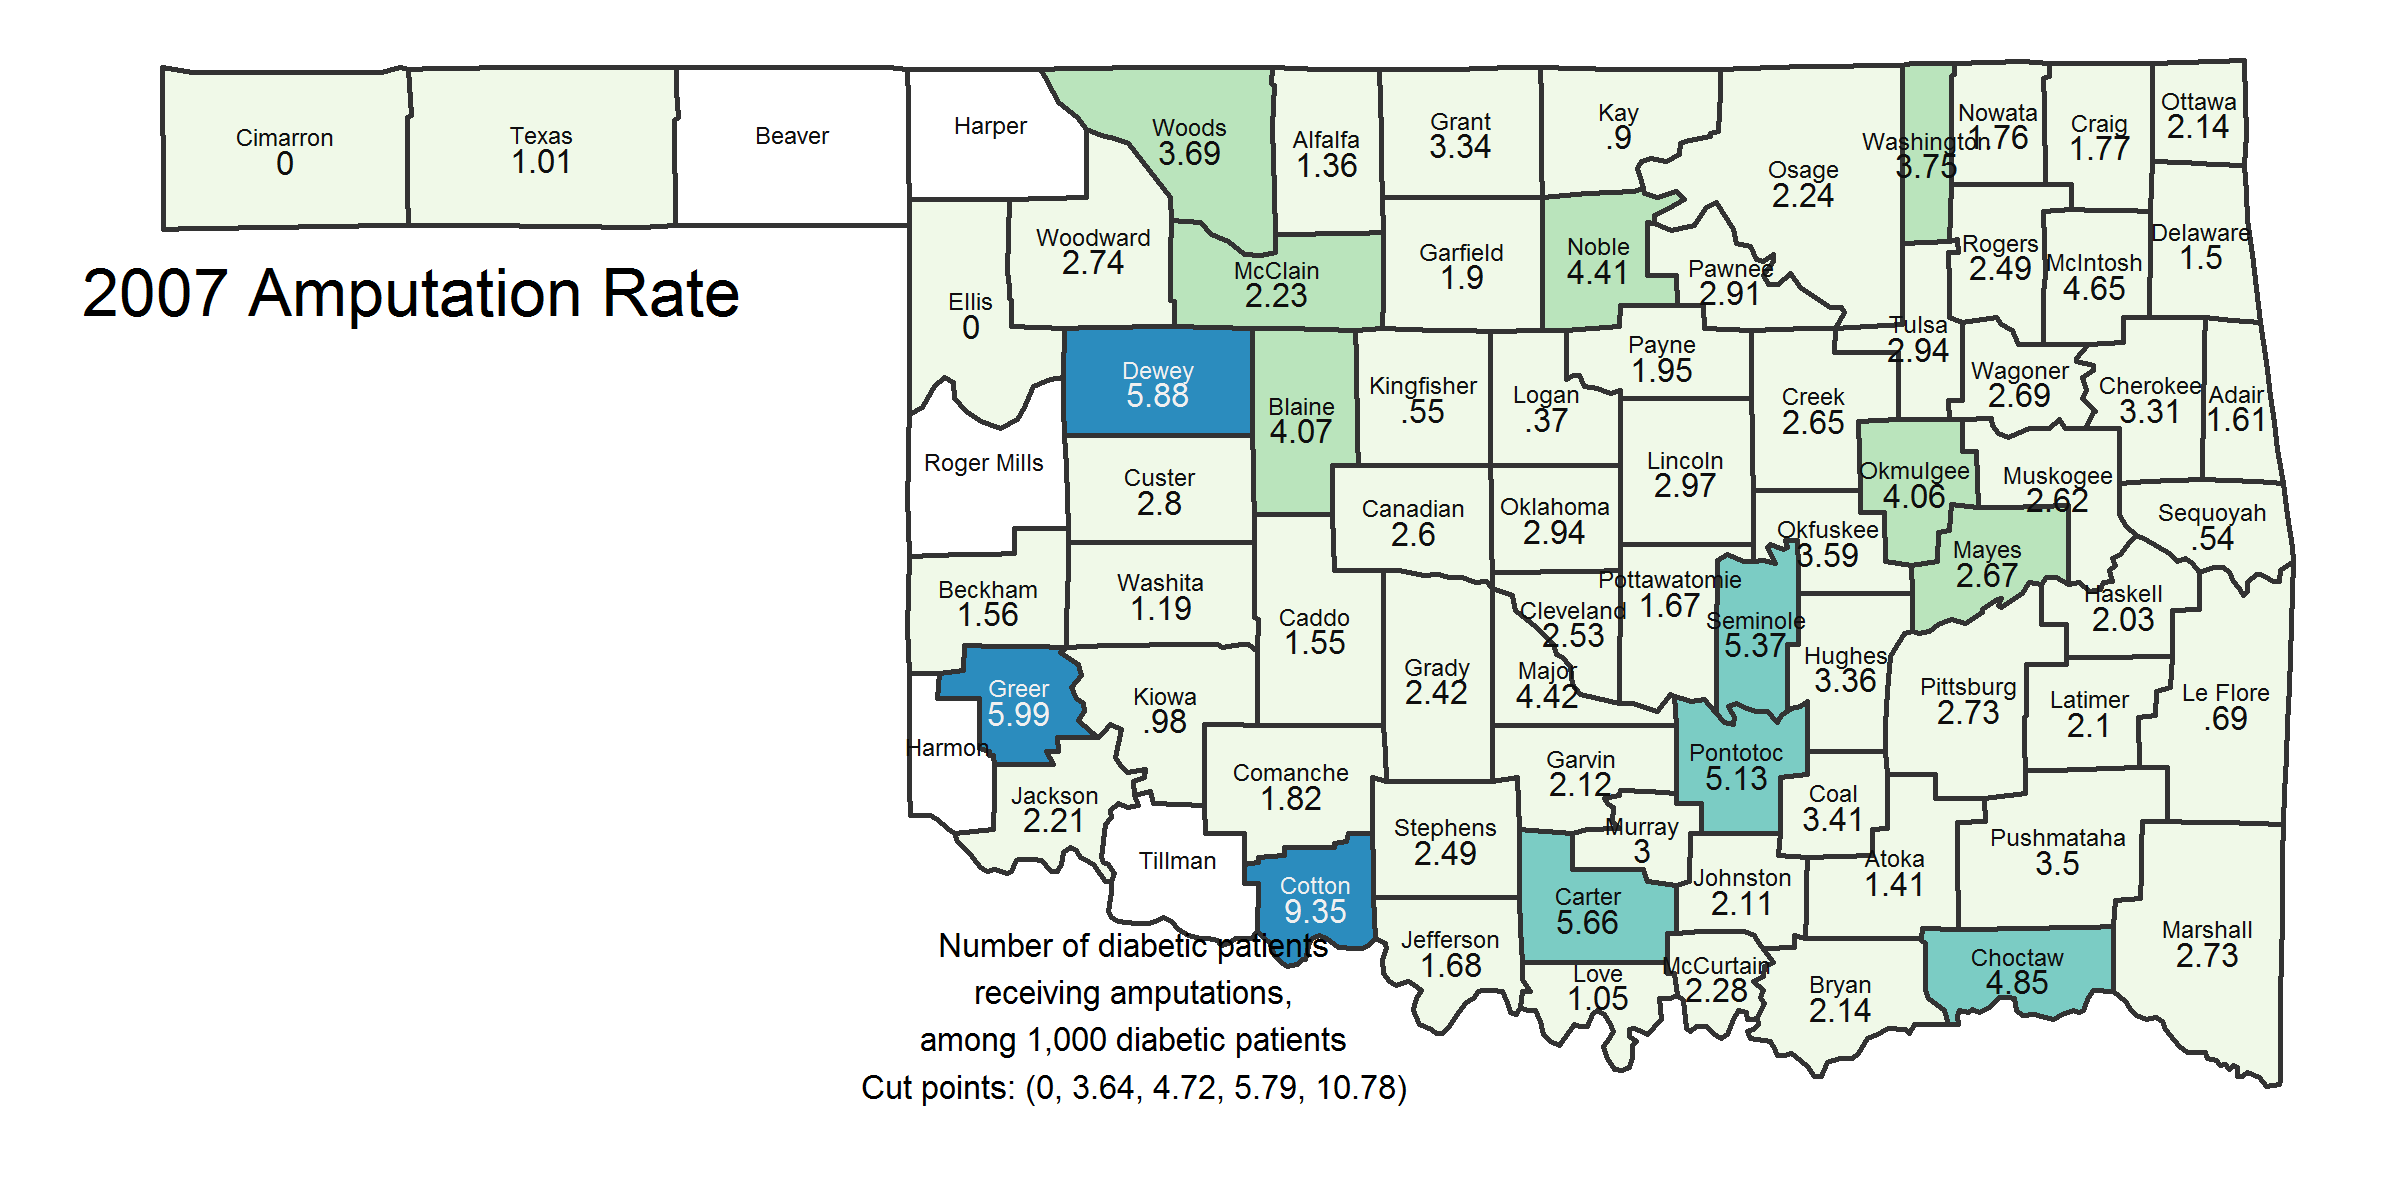 Cimarron
0
Texas
1.01
Beaver
Harper
Woods
3.69
Alfalfa
1.36
Grant
3.34
Kay
.9
Osage
2.24
Washington
3.75
Nowata
1.76
Craig
1.77
Ottawa
2.14
2007 Amputation Rate
Ellis
0
Woodward
2.74
McClain
2.23
Garfield
1.9
Noble
4.41
Pawnee
2.91
Rogers
2.49
McIntosh
4.65
Delaware
1.5
Dewey
5.88
Blaine
4.07
Kingfisher
.55
Logan
.37
Payne
1.95
Creek
2.65
Tulsa
2.94
Wagoner
2.69
Cherokee
3.31
Adair
1.61
Roger Mills
Custer
2.8
Canadian
2.6
Oklahoma
2.94
Lincoln
2.97
Okfuskee
3.59
Okmulgee
4.06
Muskogee
2.62
Sequoyah
.54
Beckham
1.56
Washita
1.19
Caddo
1.55
Grady
2.42
Cleveland
2.53
Pottawatomie
1.67
Seminole
5.37
Hughes
3.36
Mayes
2.67
Haskell
2.03
Greer
5.99
Kiowa
.98
Major
4.42
Pittsburg
2.73
Latimer
2.1
Le Flore
.69
Harmon
Jackson
2.21
Comanche
1.82
Garvin
2.12
Pontotoc
5.13
Coal
3.41
Tillman
Cotton
9.35
Stephens
2.49
Murray
3
Carter
5.66
Johnston
2.11
Atoka
1.41
Pushmataha
3.5
Jefferson
1.68
Love
1.05
McCurtain
2.28
Bryan
2.14
Choctaw
4.85
Marshall
2.73
Number of diabetic patients
receiving amputations,
among 1,000 diabetic patients
Cut points: (0, 3.64, 4.72, 5.79, 10.78)